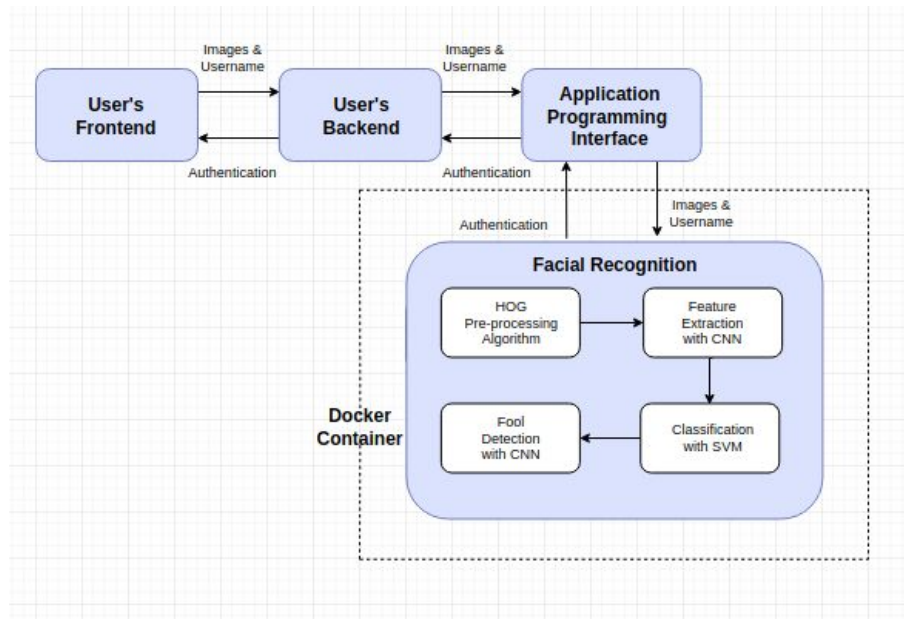 Images &
Username
Images &
Username
User's
Frontend
User's
Backend
Application
Programming
Interface
Authentication
Authentication
Authentication
Images &
Username
Facial Recognition
HOG
Pre-processing
Algorithm
Feature
Extraction
with CNN
Docker
Container
Fool
Detection
with CNN
Classification
with SVM